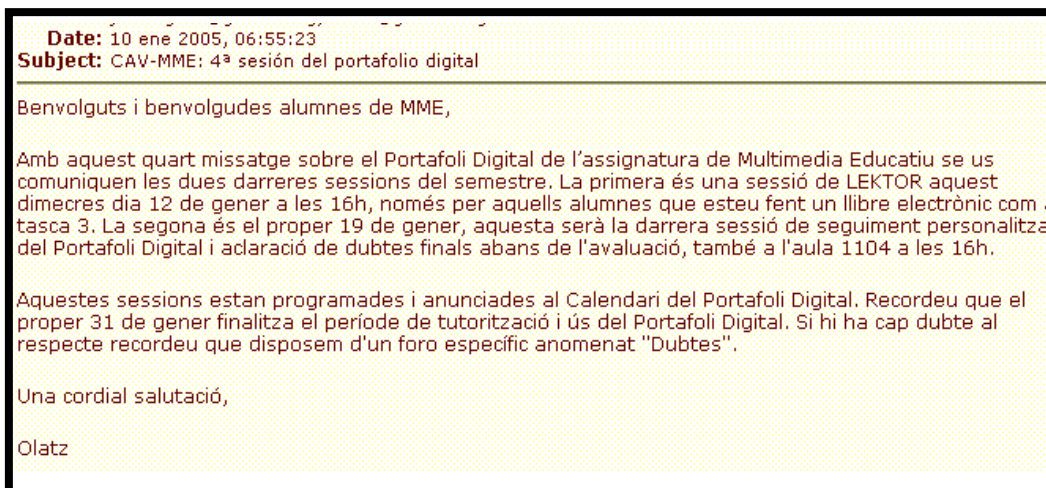 Date: 10 ene 2005, 06:55:23
Subject: CAV-MME: 4ª sesión del portafolio digital
Benvolguts i benvolgudes alumnes de MME,
Amb aquest quart missatge sobre el Portafoli Digital de l'assignatura de Multimedia Educatiu se us
comuniquen les dues darreres sessions del semestre. La primera és una sessió de LEKTOR aquest
dimecres dia 12 de gener a les 16h, només per aquells alumnes que esteu fent un llibre electrònic com
tasca 3. La segona és el proper 19 de gener, aquesta serà la darrera sessió de seguiment personalitza
del Portafoli Digital i aclaració de dubtes finals abans de l'avaluació, també a l'aula 1104 a les 16h.
Aquestes sessions estan programades i anunciades al Calendari del Portafoli Digital. Recordeu que el
proper 31 de gener finalitza el període de tutorització i ús del Portafoli Digital. Si hi ha cap dubte al
respecte recordeu que disposem d'un foro específic anomenat "Dubtes".
Una cordial salutació,
Olatz